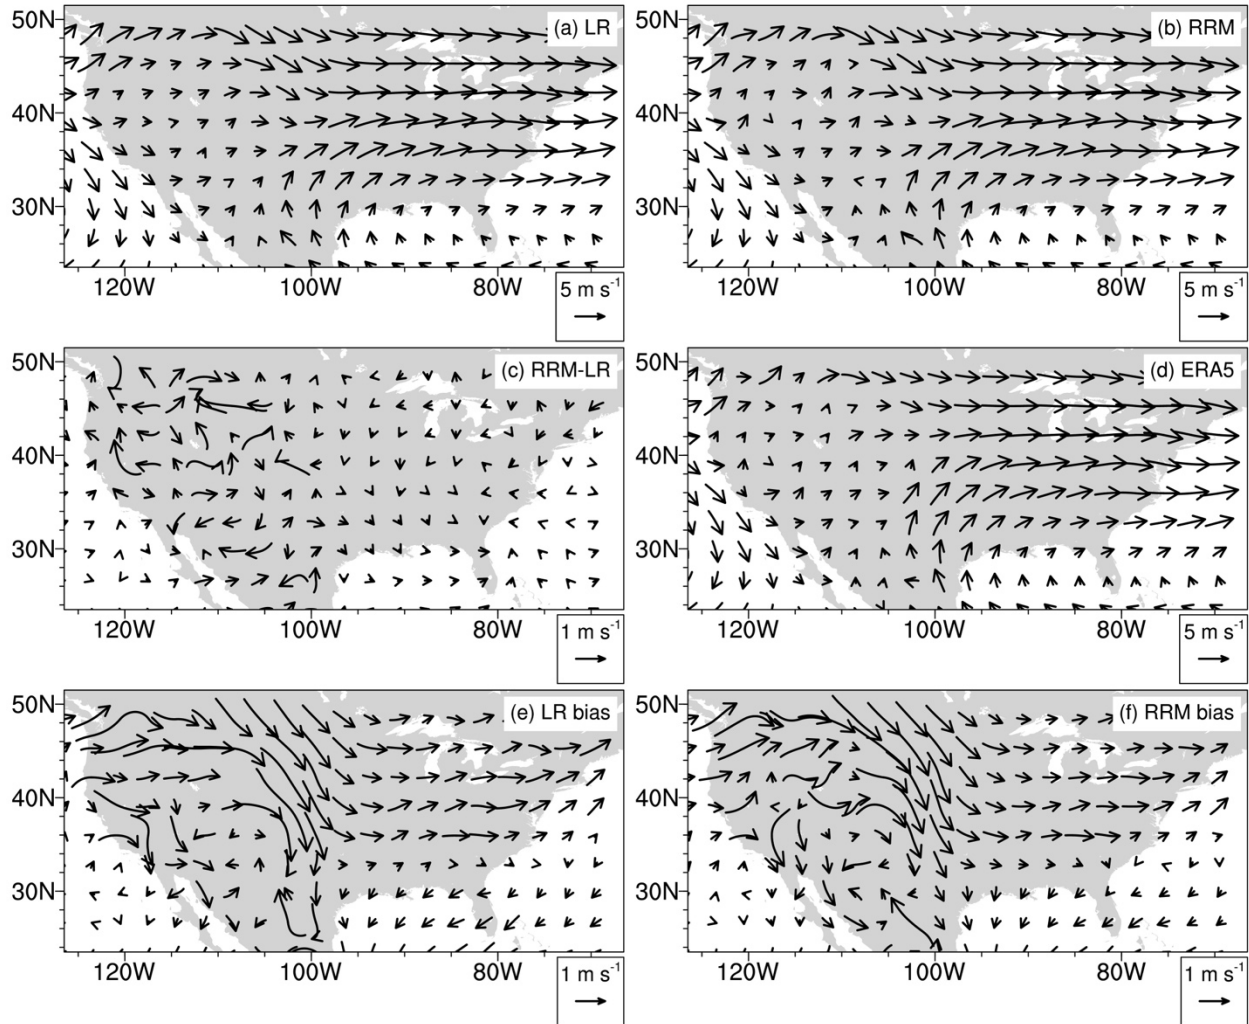 50N
40N
30N
(a) LR
120W 100W 80W
5 m s⁻¹
50N
40N
30N
(b) RRM
120W 100W 80W
5 m s⁻¹
50N
40N
30N
(c) RRM-LR
120W 100W 80W
1 m s⁻¹
50N
40N
30N
(d) ERA5
120W 100W 80W
5 m s⁻¹
50N
40N
30N
(e) LR bias
120W 100W 80W
1 m s⁻¹
50N
40N
30N
(f) RRM bias
120W 100W 80W
1 m s⁻¹